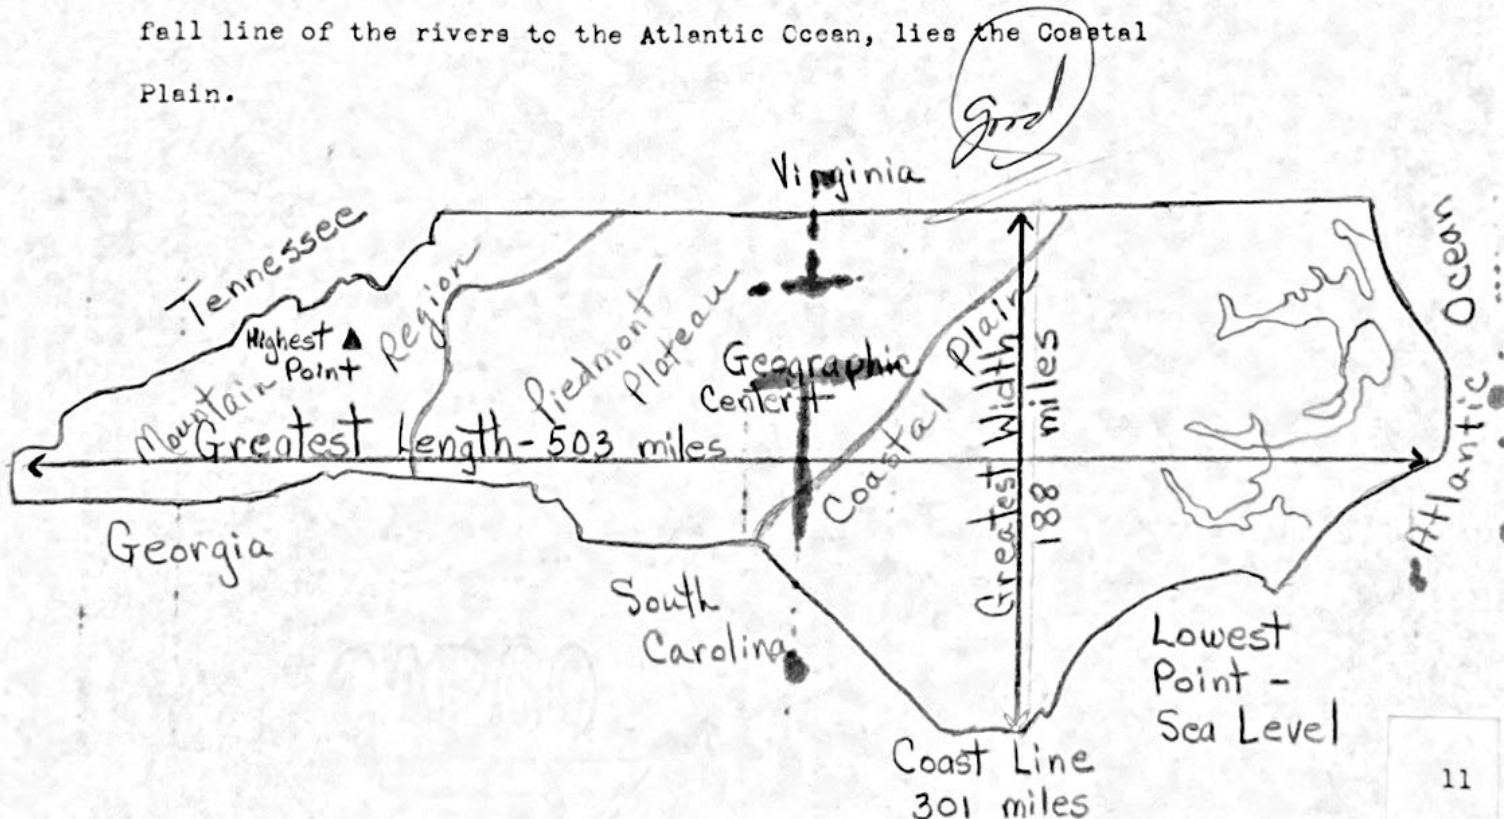 fall line of the rivers to the Atlantic Ocean, lies the Coastal
Plain.
Good
Virginia
Tennessee
Atlantic Ocean
Highest
Point
Mountain Region
Piedmont
Plateau
Geographic
Center
Coastal Plain
Greatest Width
188 miles
Greatest Length - 503 miles
Georgia
South
Carolina
Lowest
Point -
Sea Level
Coast Line
301 miles
11